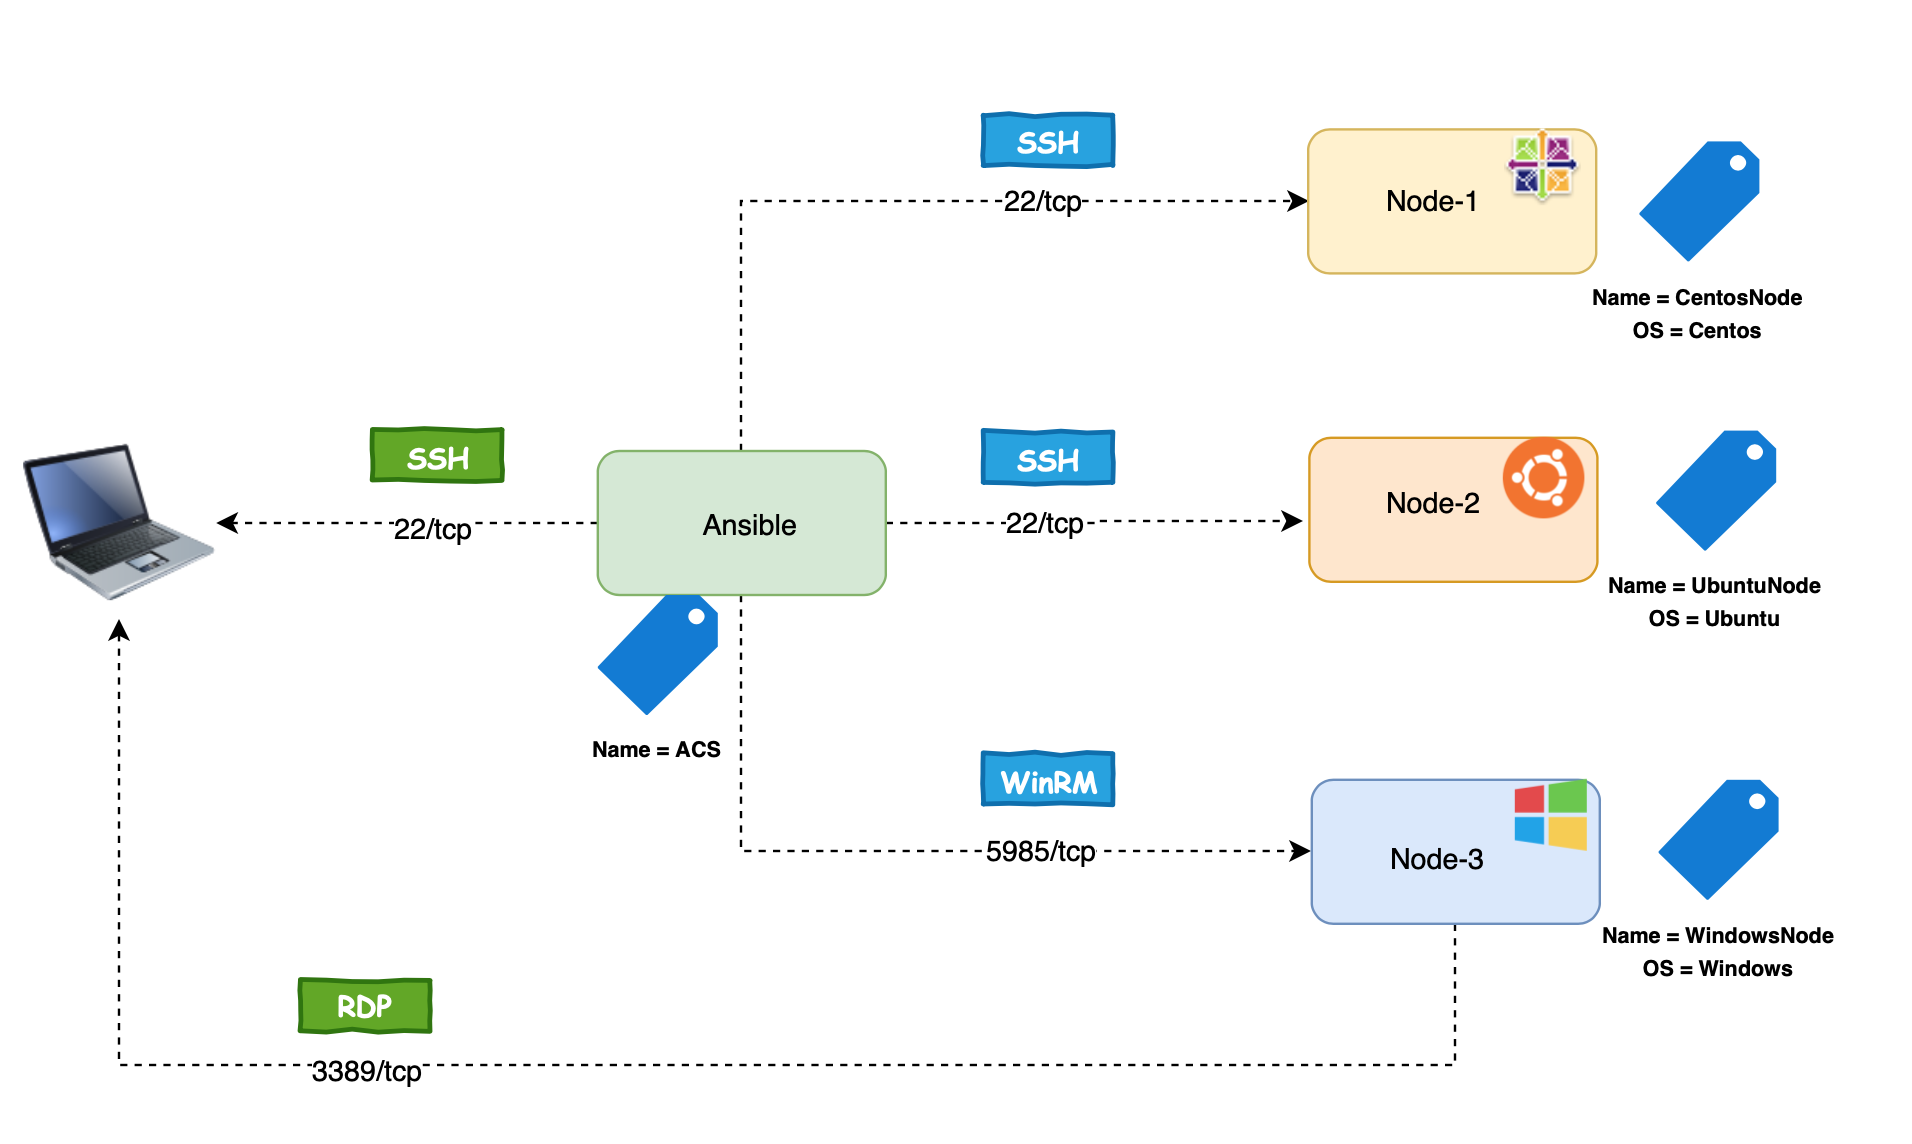 SSH
22/tcp
Node-1
Name = CentosNode
OS = Centos
SSH
22/tcp
Ansible
Name = ACS
SSH
22/tcp
Node-2
Name = UbuntuNode
OS = Ubuntu
WinRM
5985/tcp
Node-3
Name = WindowsNode
OS = Windows
RDP
3389/tcp